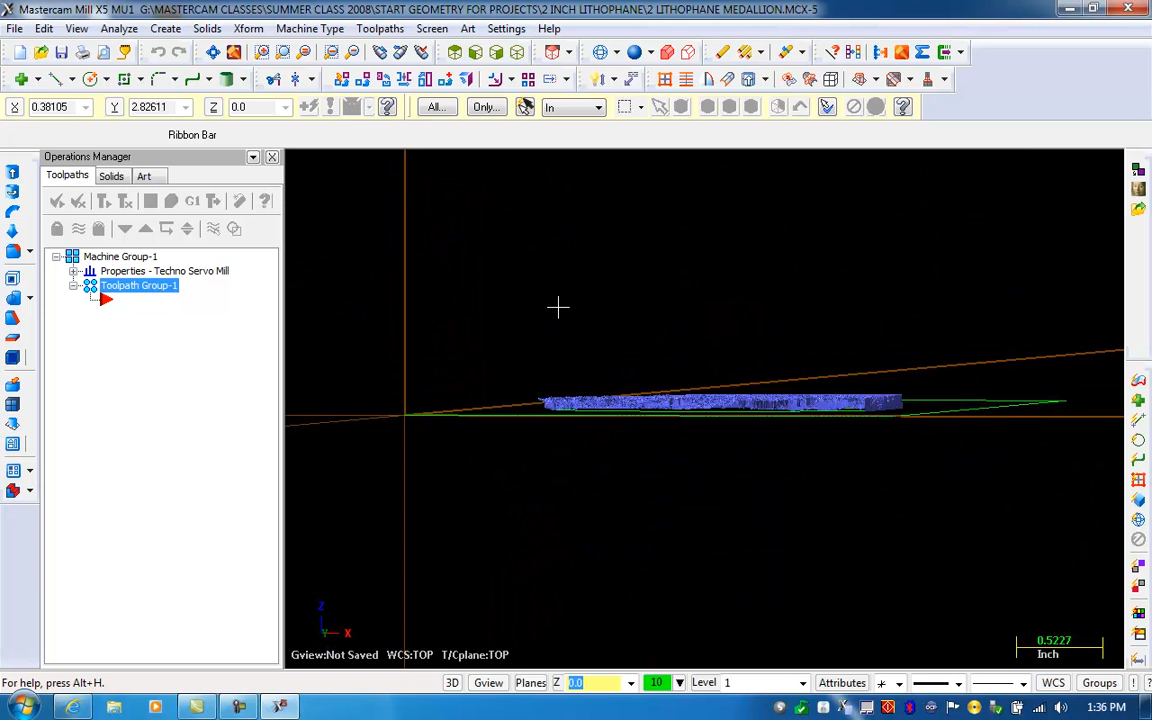 Mastercam Mill X5 MU1 G:\MASTERCAM CLASSES\SUMMER CLASS 2008\START GEOMETRY FOR PROJECTS\2 INCH LITHOPHANE\2 LITHOPHANE MEDALLION.MCX-5
File Edit View Analyze Create Solids Xform Machine Type Toolpaths Screen Art Settings Help
X 0.38105 Y 2.82611 Z 0.0 All... Only... In
Ribbon Bar
Operations Manager
Toolpaths Solids Art
G1
Machine Group-1
Properties - Techno Servo Mill
Toolpath Group-1
Z
Y X
0.5227
Inch
Gview:Not Saved WCS:TOP T/Cplane:TOP
For help, press Alt+H. 3D Gview Planes Z 0.0 10 Level 1 Attributes WCS Groups ! ?
1:36 PM